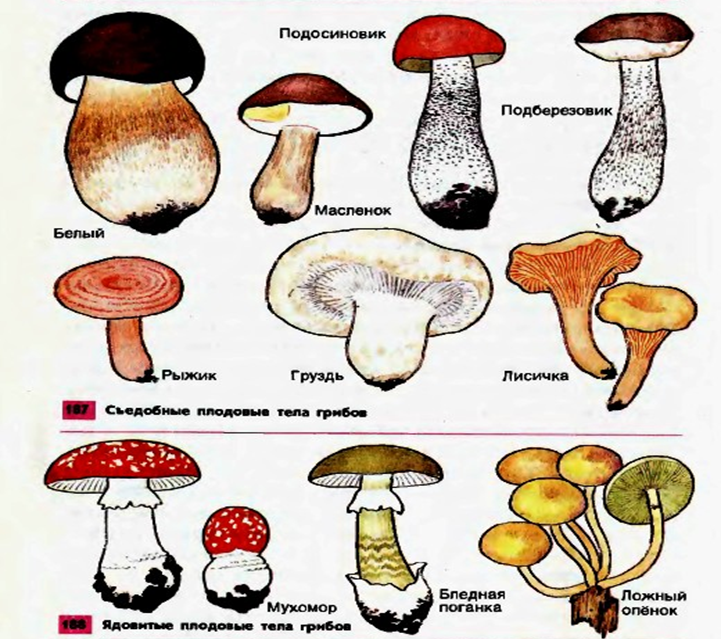 Подосиновик
Подберезовик
Масленок
Белый
Рыжик
Груздь
Лисичка
187 Съедобные плодовые тела грибов
Мухомор
Бледная
поганка
Ложный
опёнок
188 Ядовитые плодовые тела грибов